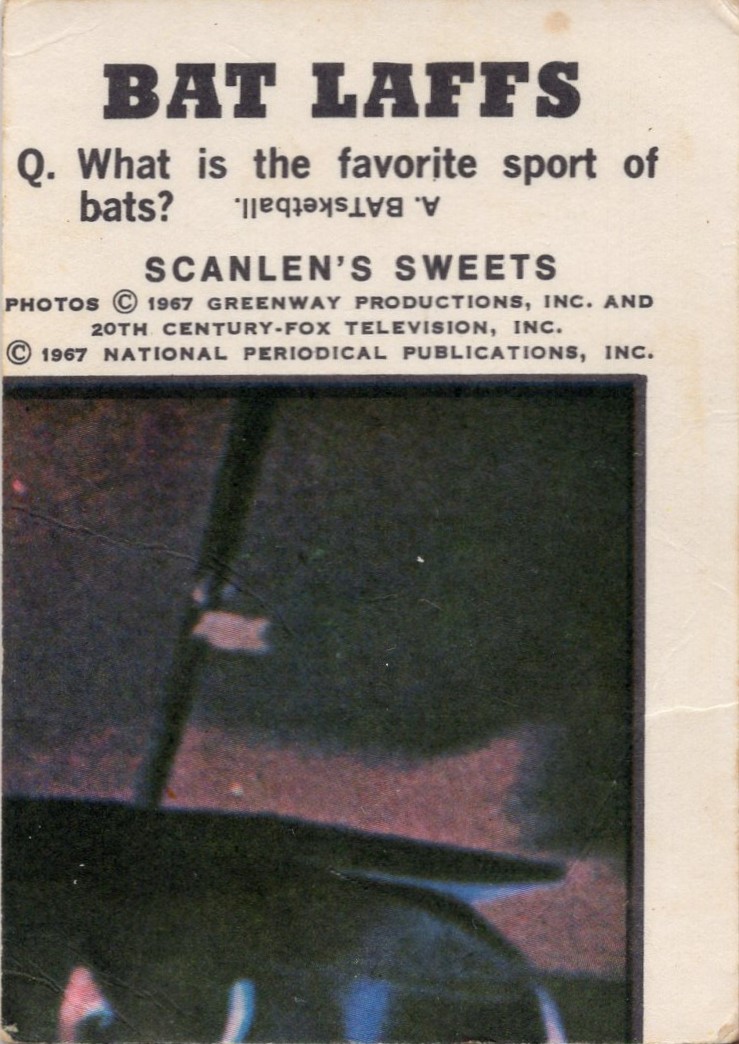 BAT LAFFS
Q. What is the favorite sport of
bats?
A. BATsketball.
SCANLEN'S SWEETS
PHOTOS © 1967 GREENWAY PRODUCTIONS, INC. AND
20TH CENTURY-FOX TELEVISION, INC.
© 1967 NATIONAL PERIODICAL PUBLICATIONS, INC.